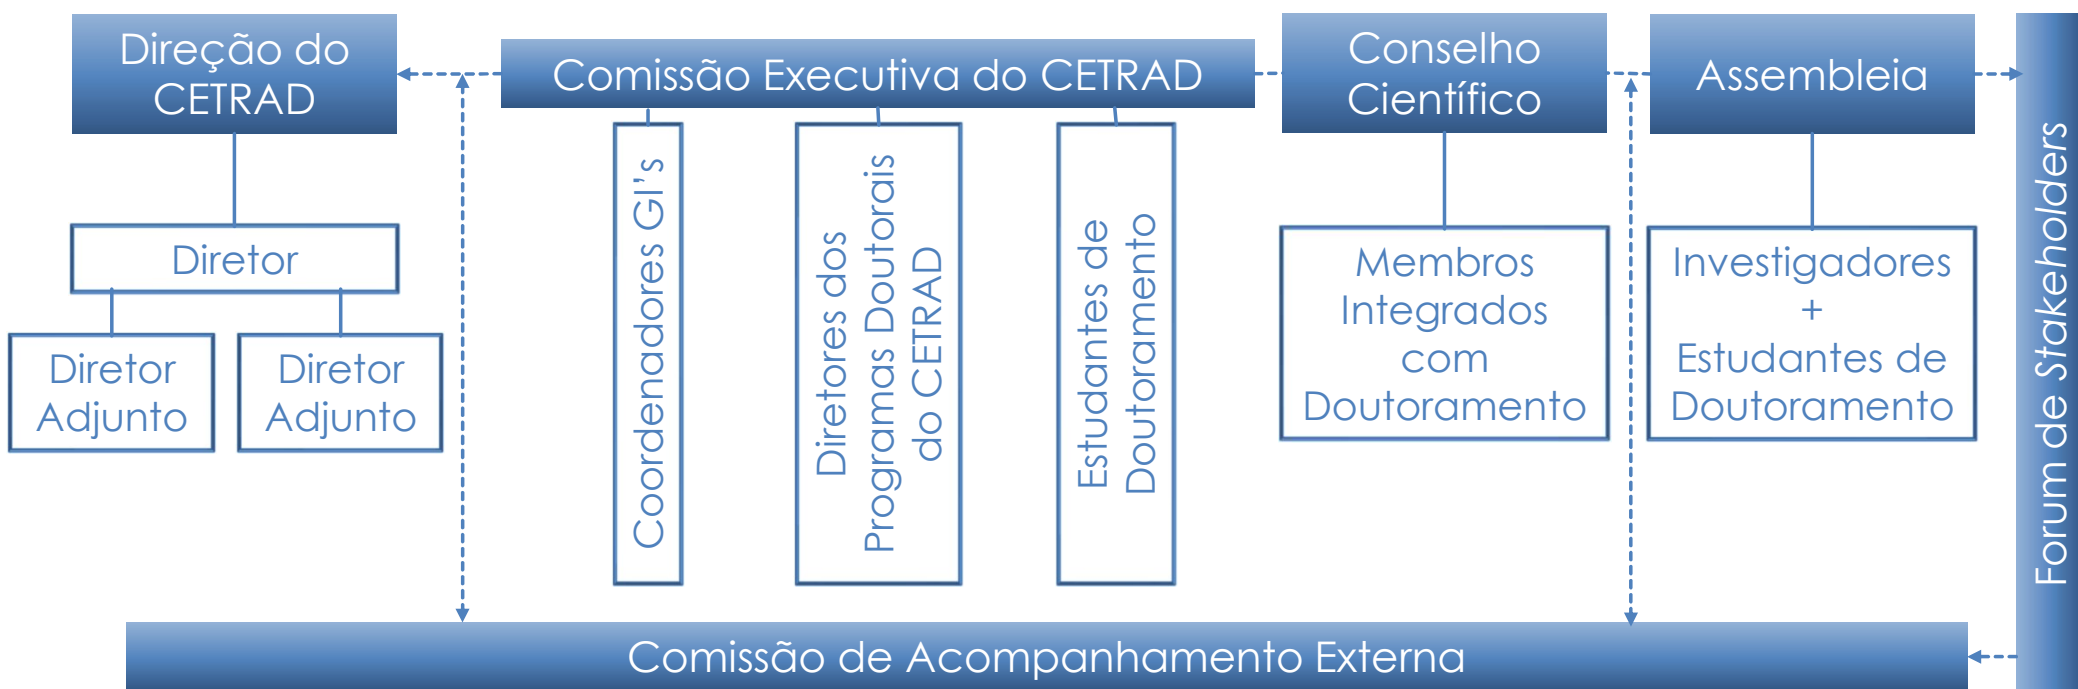 Direção do
CETRAD
Comissão Executiva do CETRAD
Conselho
Científico
Assembleia
Forum de Stakeholders
Diretor
Diretor
Adjunto
Diretor
Adjunto
Coordenadores GI's
Diretores dos
Programas Doutorais
do CETRAD
Estudantes de
Doutoramento
Membros
Integrados
com
Doutoramento
Investigadores
+
Estudantes de
Doutoramento
Comissão de Acompanhamento Externa